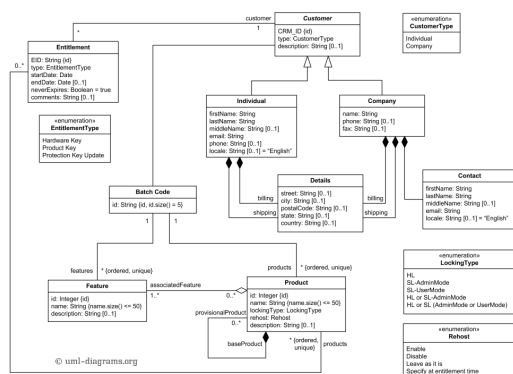 customer
1
*
Customer
CRM_ID {id}
type: CustomerType
description: String [0..1]
«enumeration»
CustomerType
Individual
Company
Entitlement
EID: String {id}
type: EntitlementType
startDate: Date
endDate: Date [0..1]
neverExpires: Boolean = true
comments: String [0..1]
0..*
«enumeration»
EntitlementType
Hardware Key
Product Key
Protection Key Update
Individual
firstName: String
lastName: String
middleName: String [0..1]
email: String
phone: String [0..1]
locale: String [0..1] = "English"
Company
name: String
phone: String [0..1]
fax: String [0..1]
Contact
firstName: String
lastName: String
middleName: String [0..1]
email: String
locale: String [0..1] = "English"
Details
street: String [0..1]
city: String [0..1]
postalCode: String [0..1]
state: String [0..1]
country: String [0..1]
billing
shipping
billing
shipping
Batch Code
id: String {id, id.size() = 5}
1
1
features
* {ordered, unique}
products
* {ordered, unique}
Feature
id: Integer {id}
name: String {name.size() <= 50}
description: String [0..1]
associatedFeature
1..*
0..*
Product
id: Integer {id}
name: String {name.size() <= 50}
lockingType: LockingType
rehost: Rehost
description: String [0..1]
provisionalProduct
0..*
baseProduct
* {ordered, unique}
products
«enumeration»
LockingType
HL
SL-AdminMode
SL-UserMode
HL or SL-AdminMode
HL or SL (AdminMode or UserMode)
«enumeration»
Rehost
Enable
Disable
Leave as it is
Specify at entitlement time
© uml-diagrams.org